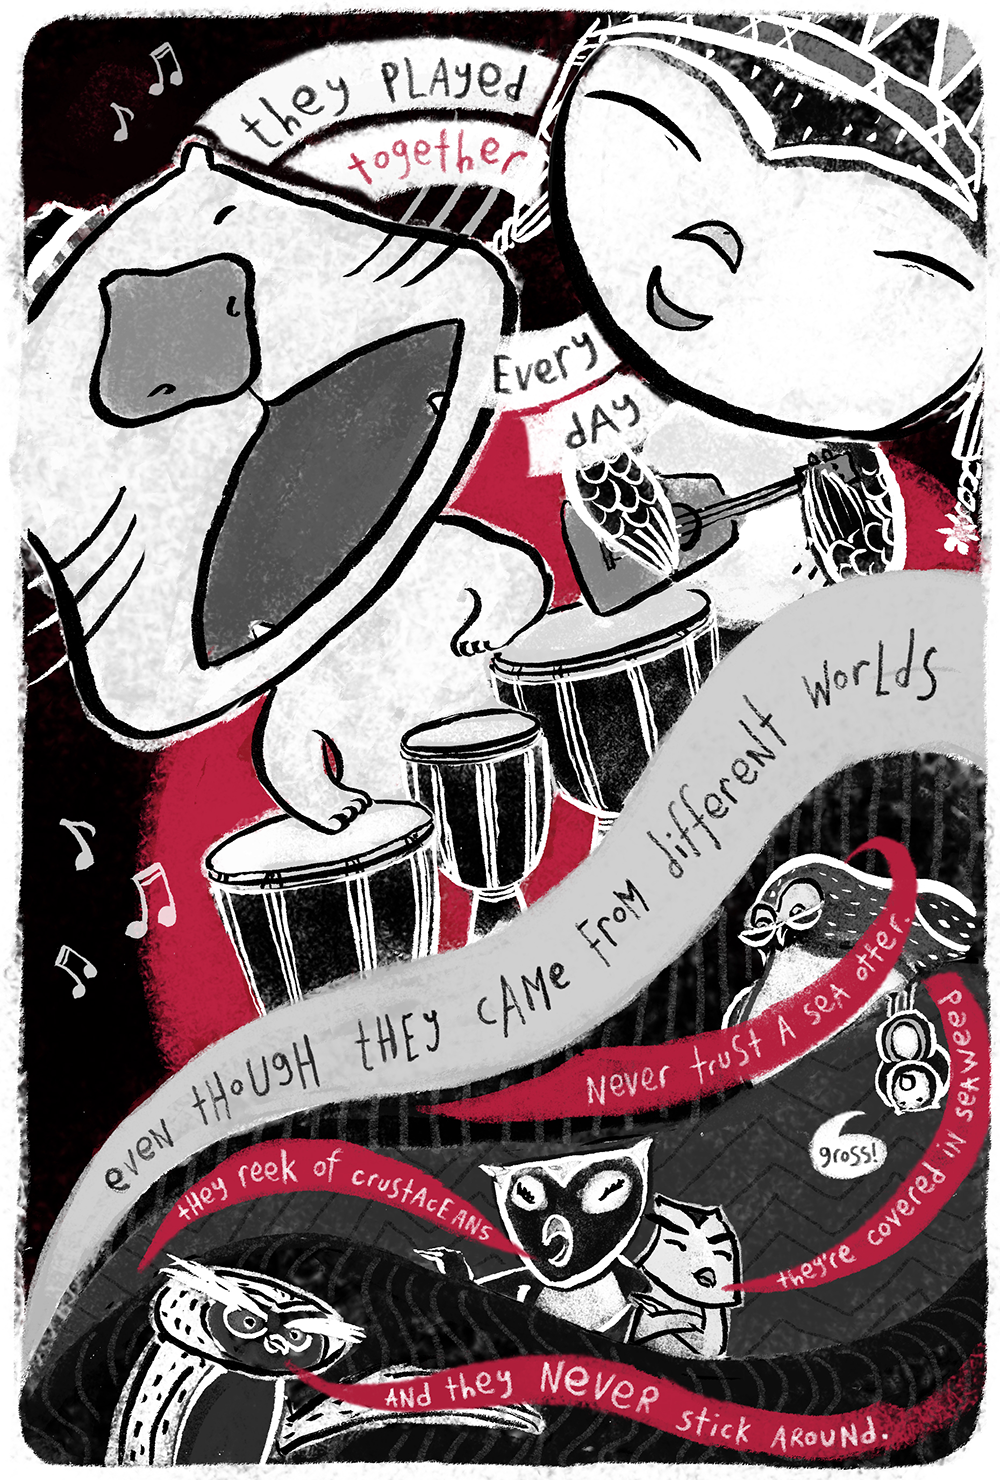 they PLAyed
together
Every
dAy
even though they came from different worlds
Never trust A sea otter.
they reek of crustaceans
gross!
they're covered in seaweed
And they Never stick Around.